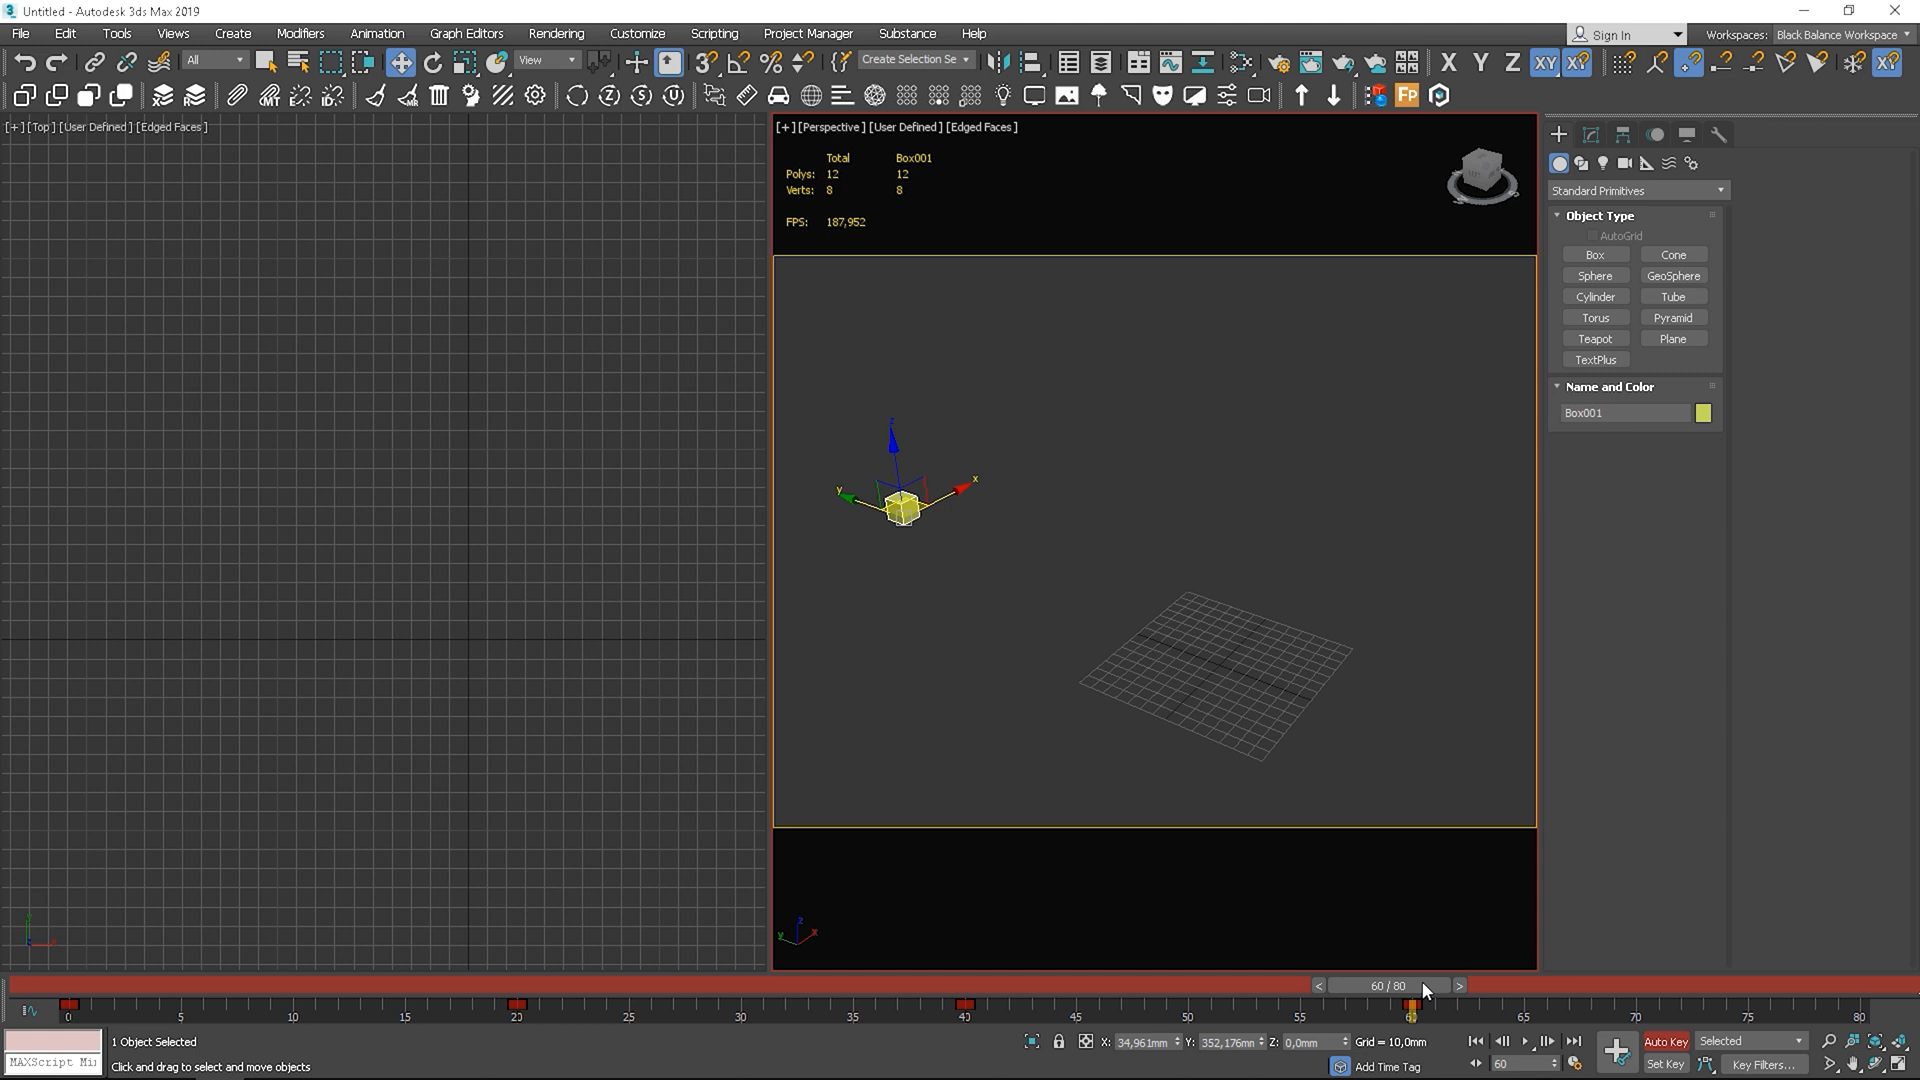 3 Untitled - Autodesk 3ds Max 2019
File Edit Tools Views Create Modifiers Animation Graph Editors Rendering Customize Scripting Project Manager Substance Help Sign In Workspaces: Black Balance Workspace
All View Create Selection Se X Y Z XY
FP
[+] [Top] [User Defined] [Edged Faces]
[+] [Perspective] [User Defined] [Edged Faces]
Total Box001
Polys: 12 12
Verts: 8 8
FPS: 187,952
Standard Primitives
Object Type
AutoGrid
Box Cone
Sphere GeoSphere
Cylinder Tube
Torus Pyramid
Teapot Plane
TextPlus
Name and Color
Box001
z
x
y
z
y x
< 60 / 80 >
0 5 10 15 20 25 30 35 40 45 50 55 60 65 70 75 80
1 Object Selected X: 34,961mm Y: 352,176mm Z: 0,0mm Grid = 10,0mm Auto Key Selected
MAXScript Mi Click and drag to select and move objects Add Time Tag 60 Set Key Key Filters...